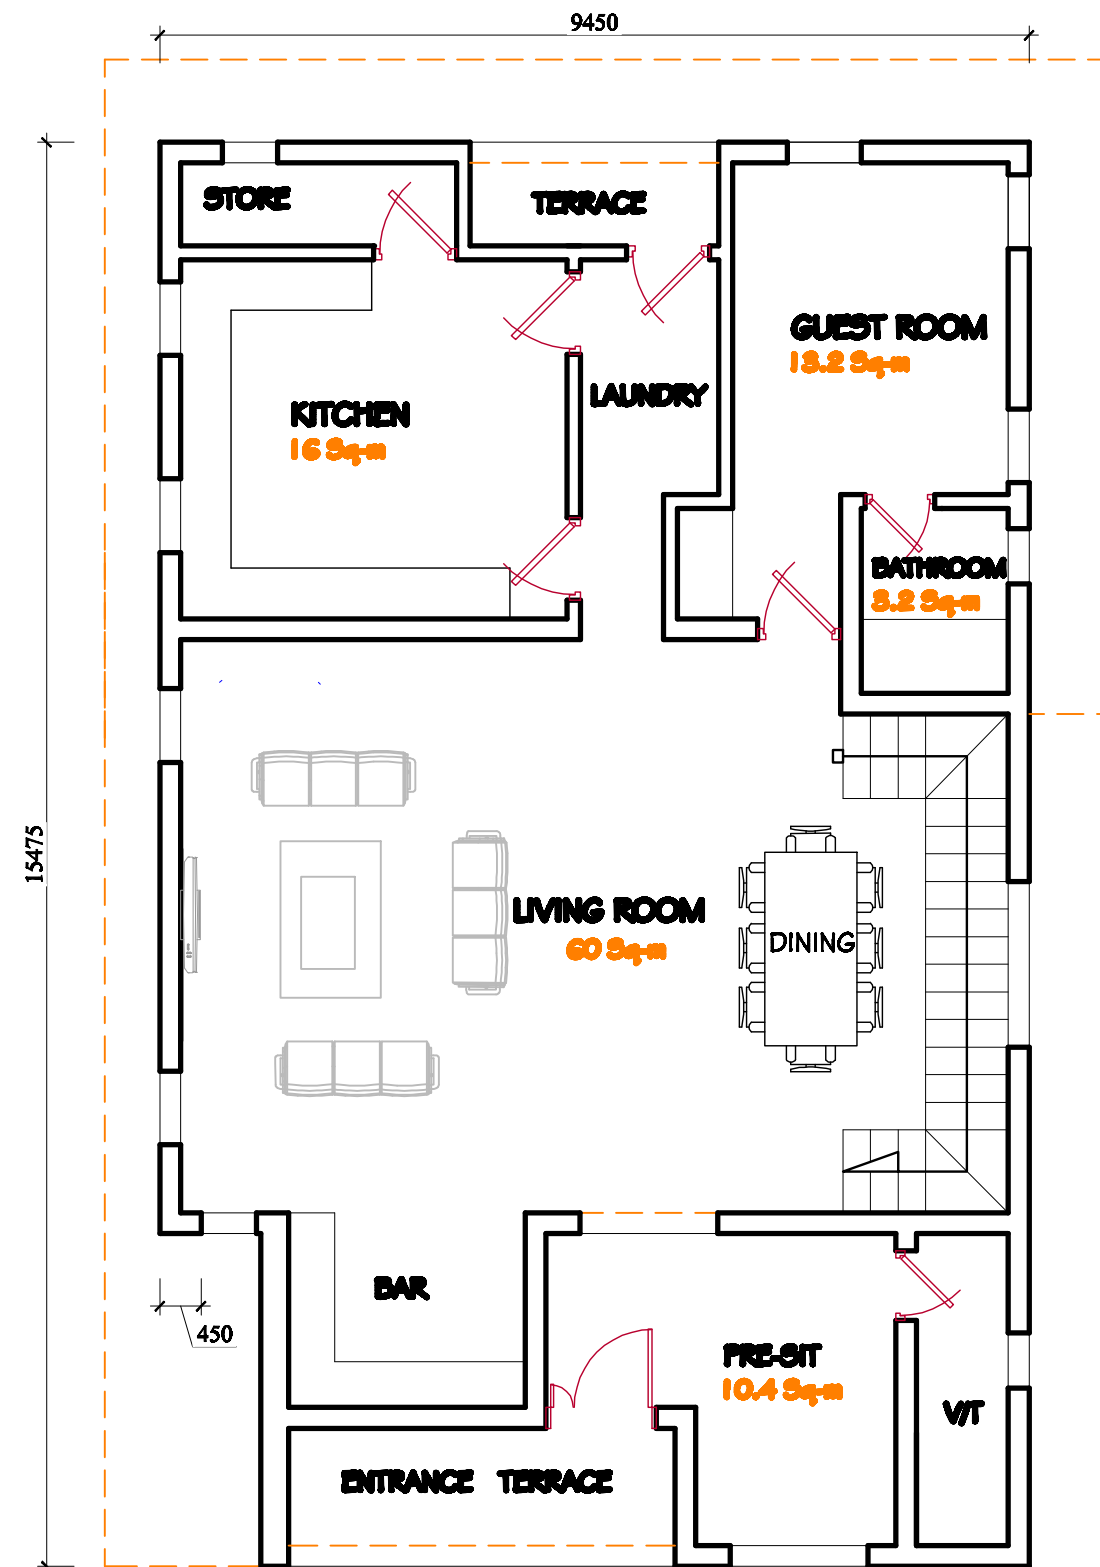 9450
STORE
TERRACE
GUEST ROOM
13.2 Sq-m
LAUNDRY
KITCHEN
16 Sq-m
BATHROOM
3.2 Sq-m
15475
LIVING ROOM
60 Sq-m
DINING
BAR
450
PRE-SIT
10.4 Sq-m
V/T
ENTRANCE TERRACE